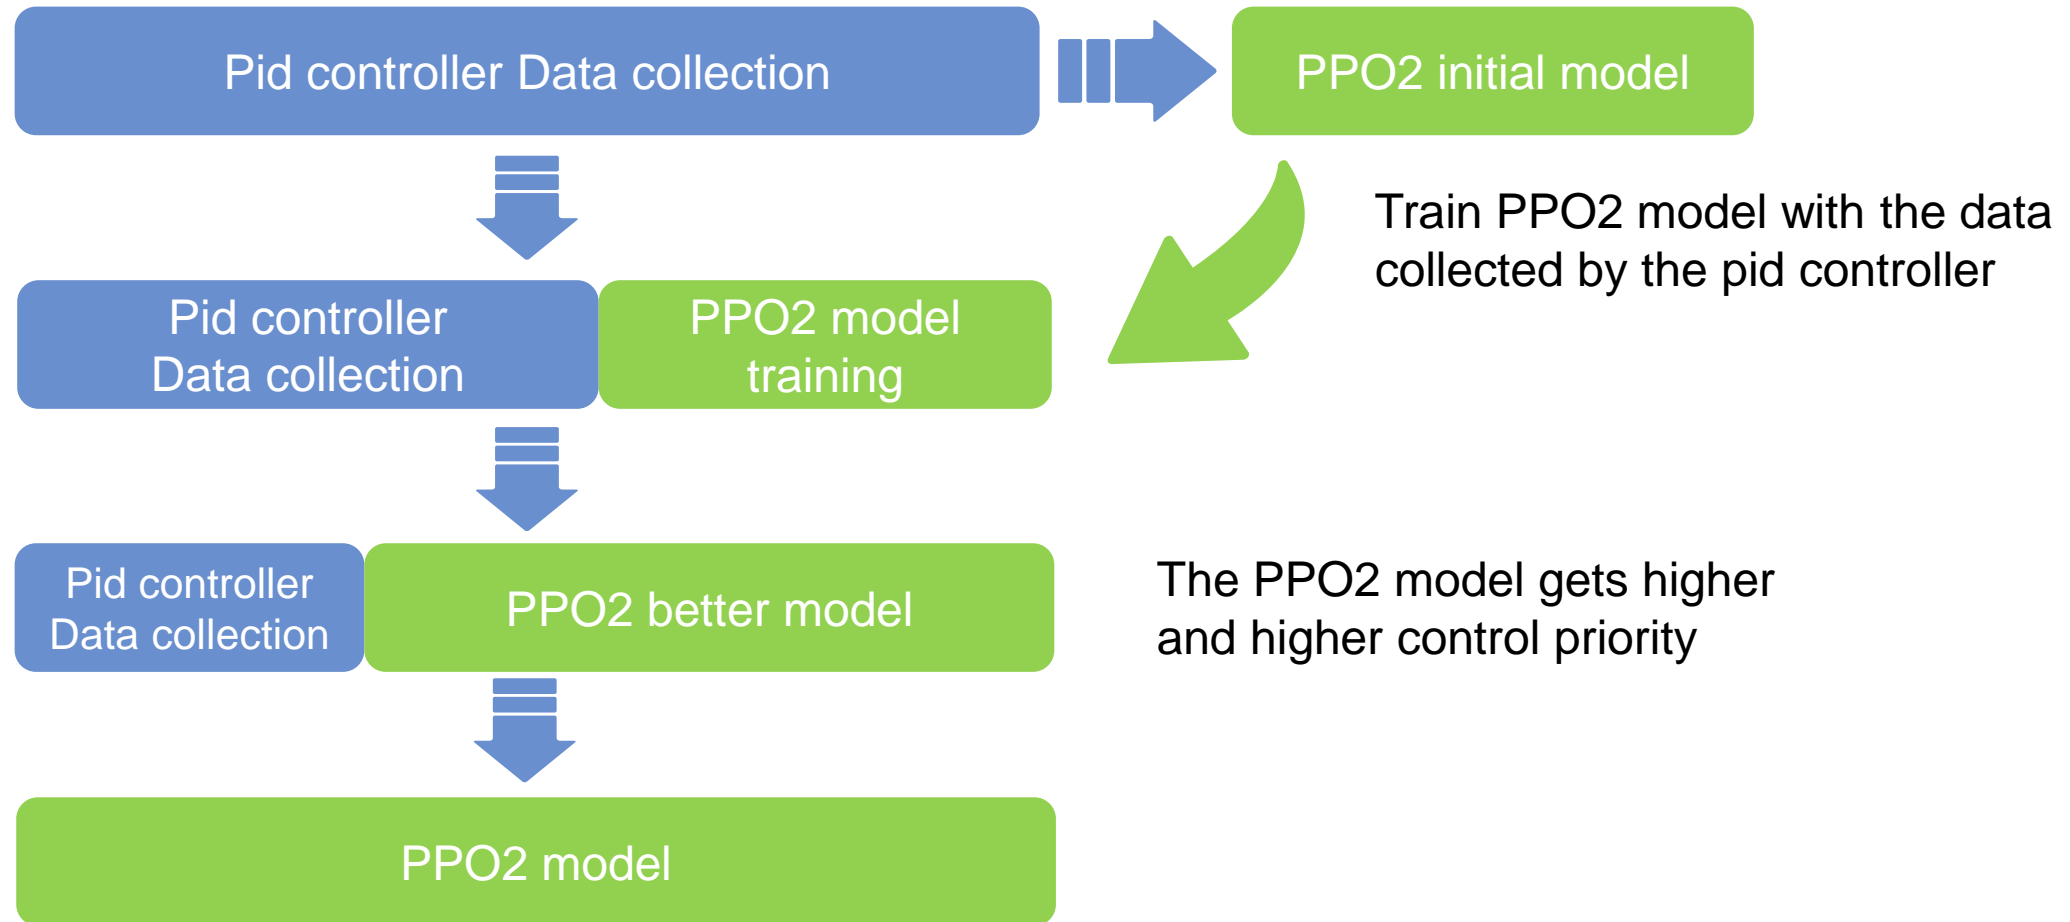 Pid controller Data collection
PPO2 initial model
Train PPO2 model with the data
collected by the pid controller
Pid controller
Data collection
PPO2 model
training
Pid controller
Data collection
PPO2 better model
The PPO2 model gets higher
and higher control priority
PPO2 model